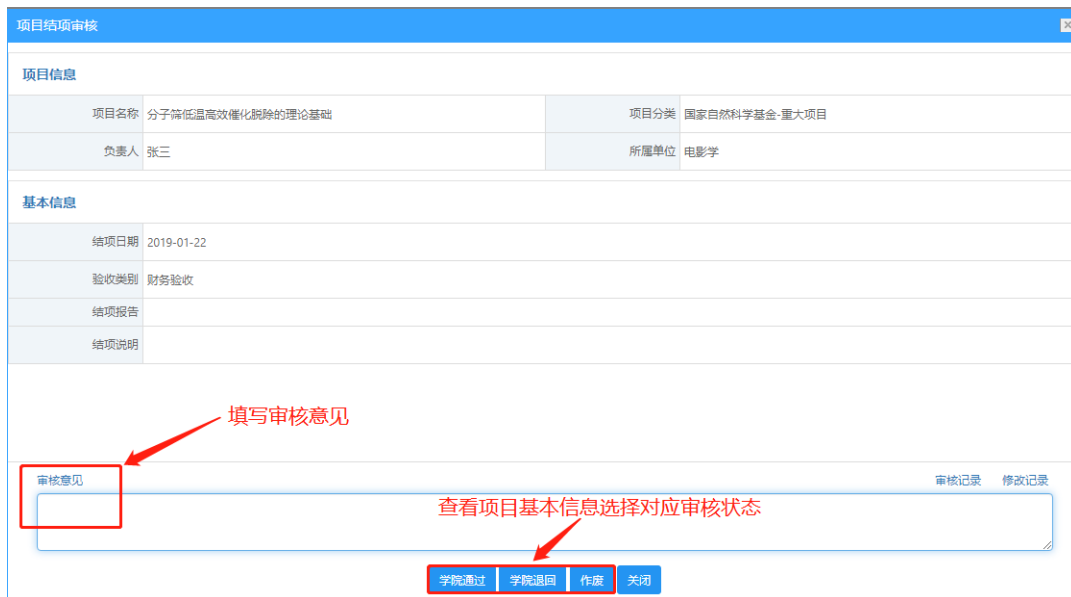 项目结项审核
项目信息
项目名称 分子筛低温高效催化脱除的理论基础 项目分类 国家自然科学基金-重大项目
负责人 张三 所属单位 电影学
基本信息
结项日期 2019-01-22
验收类别 财务验收
结项报告
结项说明
填写审核意见
审核意见 审核记录 修改记录
查看项目基本信息选择对应审核状态
学院通过 学院退回 作废 关闭